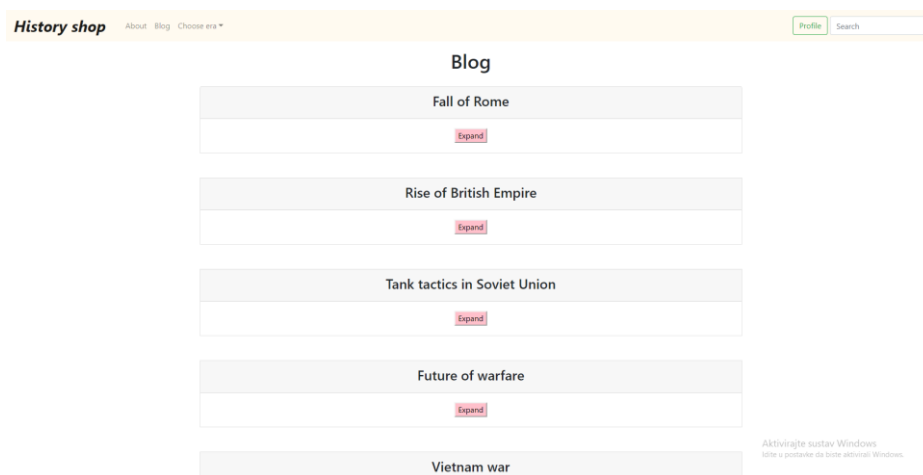 History shop About Blog Choose era Profile Search
Blog
Fall of Rome
Expand
Rise of British Empire
Expand
Tank tactics in Soviet Union
Expand
Future of warfare
Expand
Vietnam war
Aktivirajte sustav Windows
Idite u postavke da biste aktivirali Windows.